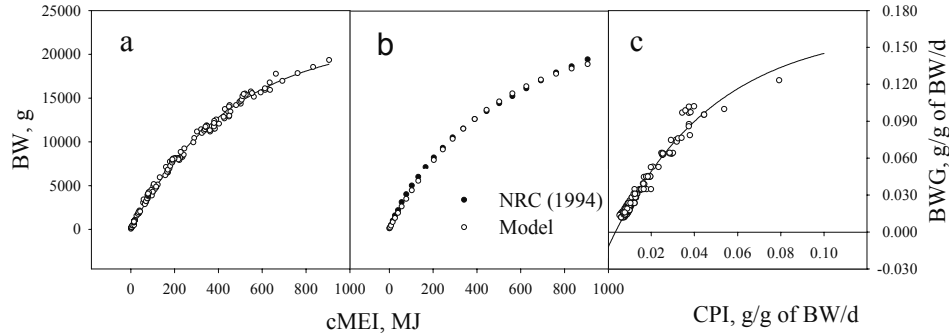 a
b
c
BW, g
25000
20000
15000
10000
5000
0
0 200 400 600 800 1000
0 200 400 600 800 1000
cMEI, MJ
NRC (1994)
Model
0.02 0.04 0.06 0.08 0.10
CPI, g/g of BW/d
0.180
0.150
0.120
0.090
0.060
0.030
0.000
-0.030
BWG, g/g of BW/d